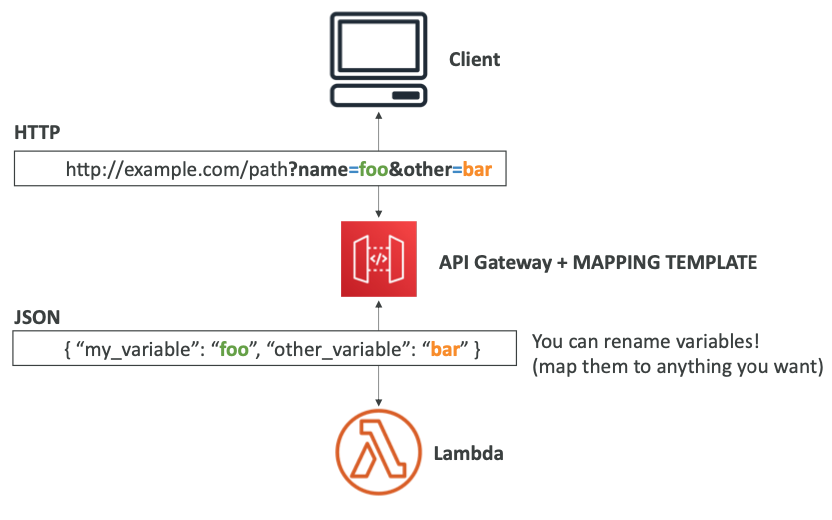 Client
HTTP
http://example.com/path?name=foo&other=bar
</>
API Gateway + MAPPING TEMPLATE
JSON
{ “my_variable”: “foo”, “other_variable”: “bar” }
You can rename variables!
(map them to anything you want)
Lambda